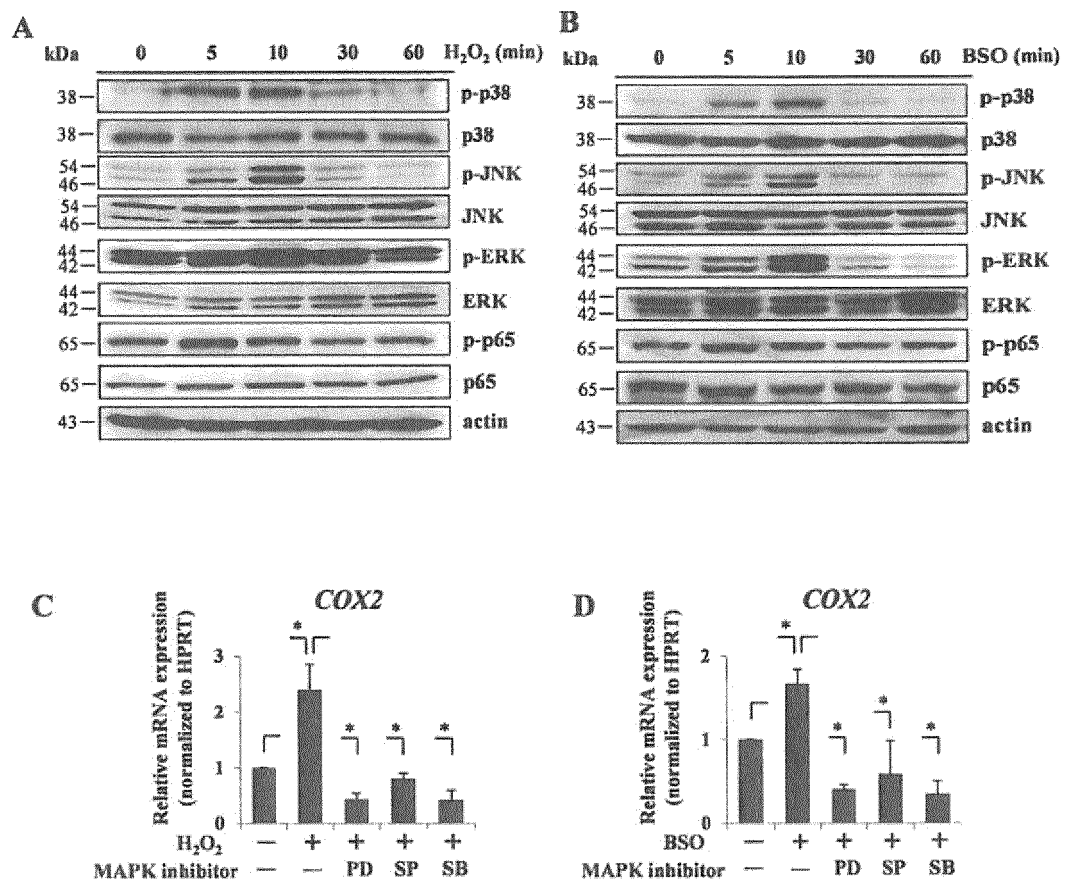 A
kDa 0 5 10 30 60 H₂O₂ (min)
38 p-p38
38 p38
54
46 p-JNK
54
46 JNK
44
42 p-ERK
44
42 ERK
65 p-p65
65 p65
43 actin
B
kDa 0 5 10 30 60 BSO (min)
38 p-p38
38 p38
54
46 p-JNK
54
46 JNK
44
42 p-ERK
44
42 ERK
65 p-p65
65 p65
43 actin
C
COX2
Relative mRNA expression
(normalized to HPRT)
3
2
1
0
* * * *
H₂O₂ − + + + +
MAPK inhibitor − − PD SP SB
D
COX2
Relative mRNA expression
(normalized to HPRT)
2
1
0
* * * *
BSO − + + + +
MAPK inhibitor − − PD SP SB